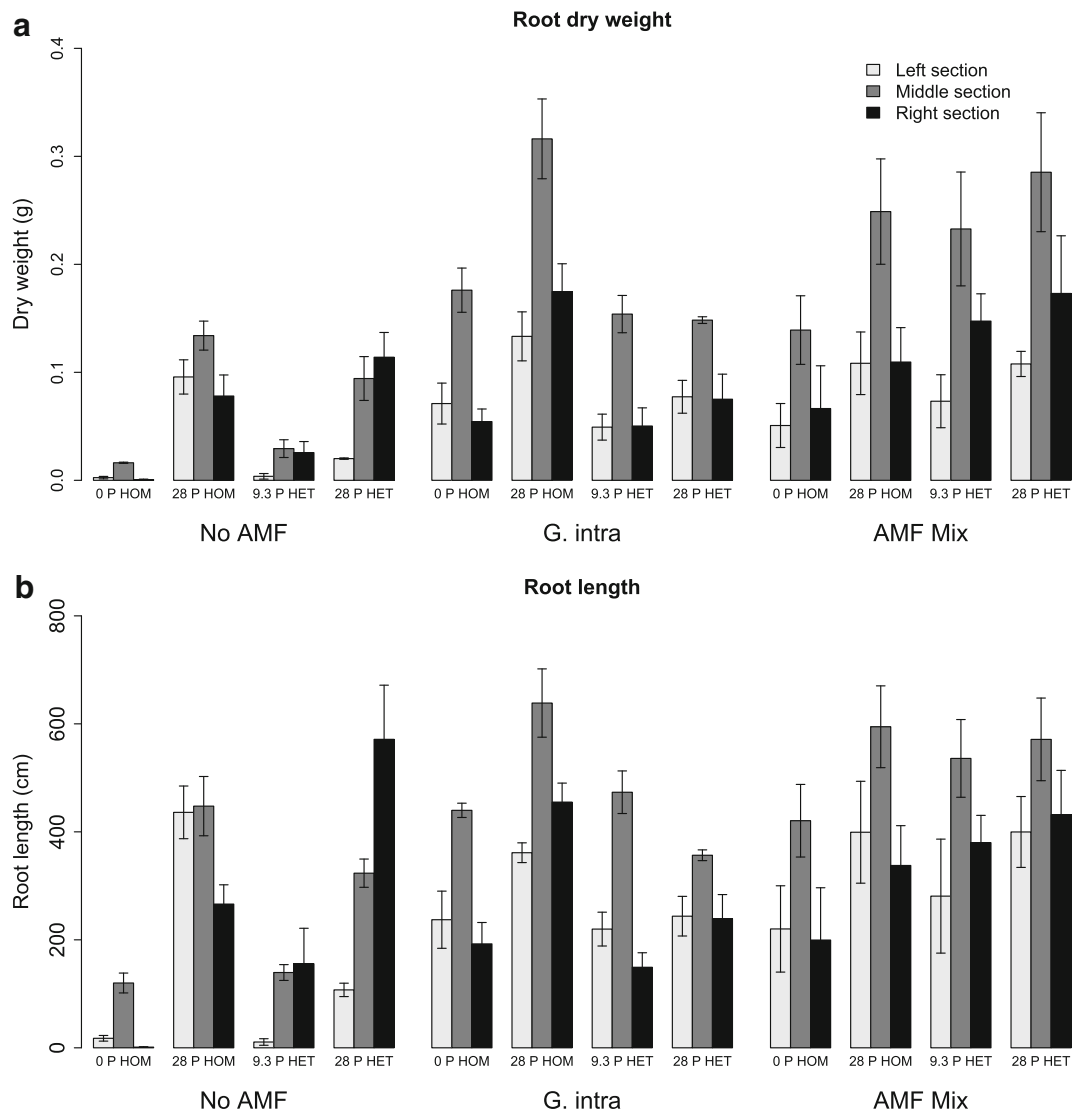 a
Root dry weight
Left section
Middle section
Right section
Dry weight (g)
0.4
0.3
0.2
0.1
0.0
0 P HOM 28 P HOM 9.3 P HET 28 P HET 0 P HOM 28 P HOM 9.3 P HET 28 P HET 0 P HOM 28 P HOM 9.3 P HET 28 P HET
No AMF G. intra AMF Mix
b
Root length
Root length (cm)
800
600
400
200
0
0 P HOM 28 P HOM 9.3 P HET 28 P HET 0 P HOM 28 P HOM 9.3 P HET 28 P HET 0 P HOM 28 P HOM 9.3 P HET 28 P HET
No AMF G. intra AMF Mix